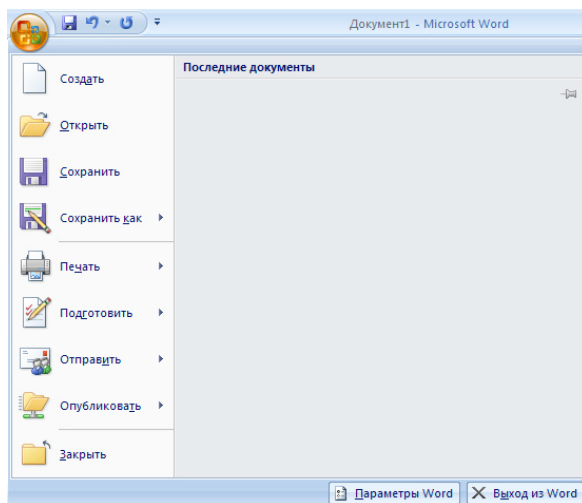 Документ1 - Microsoft Word
Последние документы
Создать
Открыть
Сохранить
Сохранить как
Печать
Подготовить
Отправить
Опубликовать
Закрыть
Параметры Word
Выход из Word